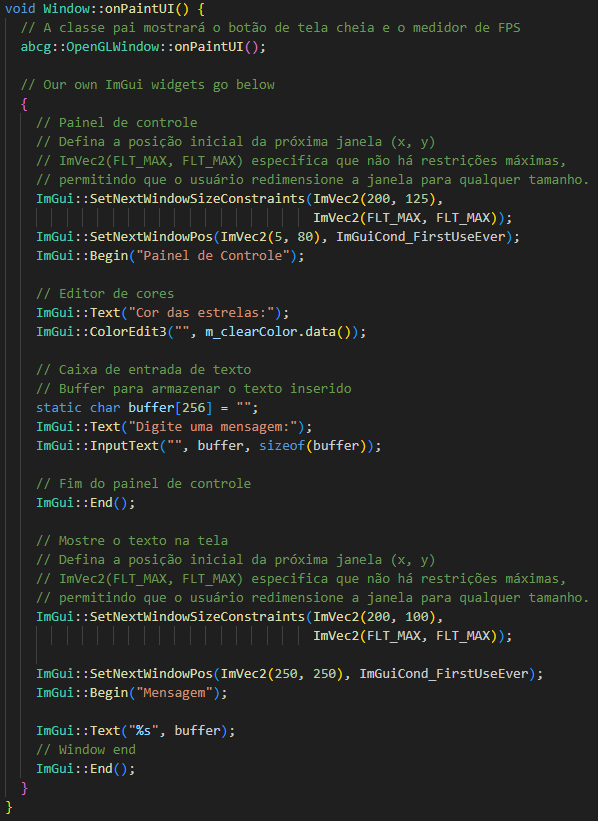 void Window::onPaintUI() {
  // A classe pai mostrará o botão de tela cheia e o medidor de FPS
  abcg::OpenGLWindow::onPaintUI();

  // Our own ImGui widgets go below
  {
    // Painel de controle
    // Defina a posição inicial da próxima janela (x, y)
    // ImVec2(FLT_MAX, FLT_MAX) especifica que não há restrições máximas,
    // permitindo que o usuário redimensione a janela para qualquer tamanho.
    ImGui::SetNextWindowSizeConstraints(ImVec2(200, 125),
                                        ImVec2(FLT_MAX, FLT_MAX));
    ImGui::SetNextWindowPos(ImVec2(5, 80), ImGuiCond_FirstUseEver);
    ImGui::Begin("Painel de Controle");

    // Editor de cores
    ImGui::Text("Cor das estrelas:");
    ImGui::ColorEdit3("", m_clearColor.data());

    // Caixa de entrada de texto
    // Buffer para armazenar o texto inserido
    static char buffer[256] = "";
    ImGui::Text("Digite uma mensagem:");
    ImGui::InputText("", buffer, sizeof(buffer));

    // Fim do painel de controle
    ImGui::End();

    // Mostre o texto na tela
    // Defina a posição inicial da próxima janela (x, y)
    // ImVec2(FLT_MAX, FLT_MAX) especifica que não há restrições máximas,
    // permitindo que o usuário redimensione a janela para qualquer tamanho.
    ImGui::SetNextWindowSizeConstraints(ImVec2(200, 100),
                                        ImVec2(FLT_MAX, FLT_MAX));

    ImGui::SetNextWindowPos(ImVec2(250, 250), ImGuiCond_FirstUseEver);
    ImGui::Begin("Mensagem");

    ImGui::Text("%s", buffer);
    // Window end
    ImGui::End();
  }
}